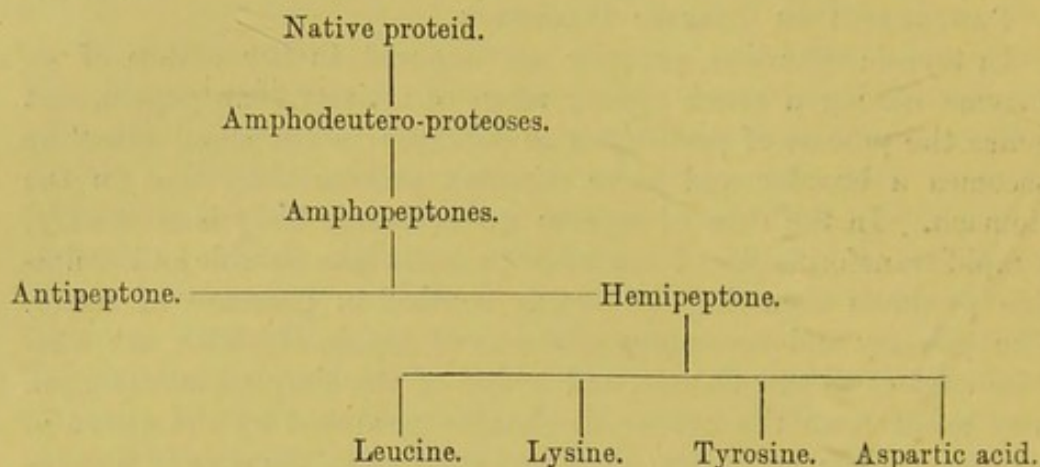 Native proteid.
Amphodeutero-proteoses.
Amphopeptones.
Antipeptone. Hemipeptone.
Leucine. Lysine. Tyrosine. Aspartic acid.